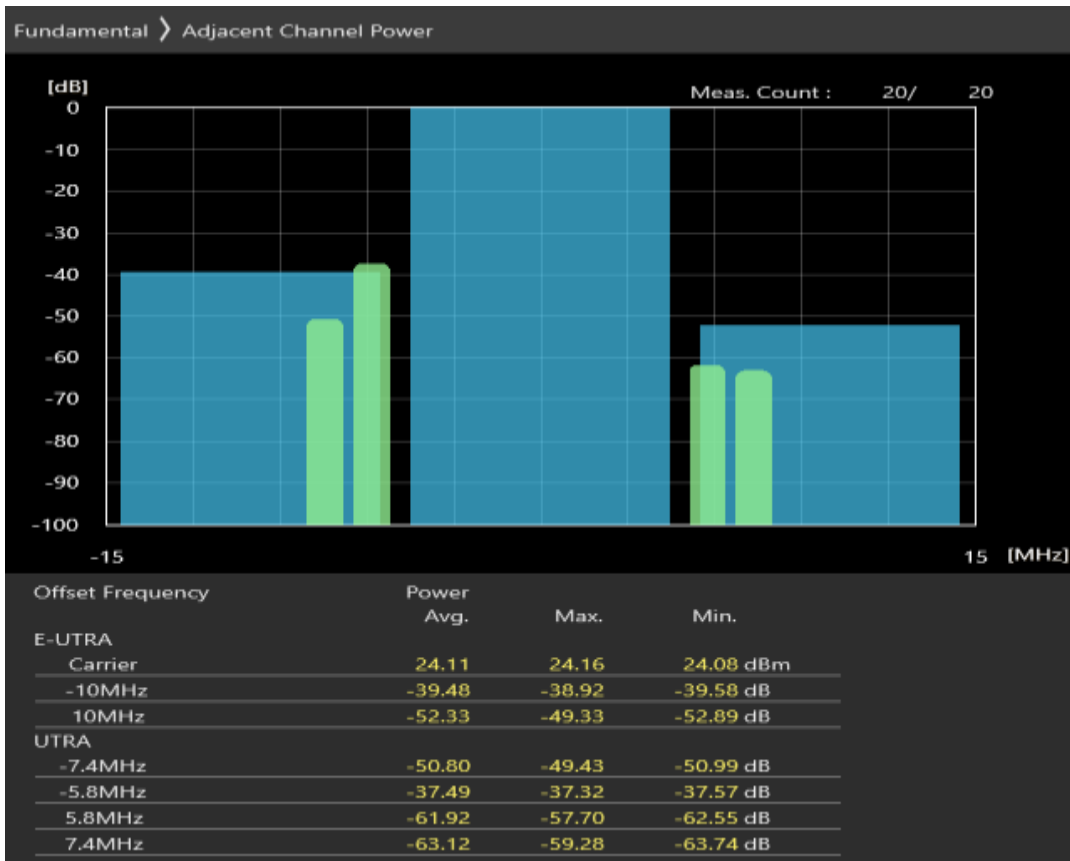 Fundamental ❯ Adjacent Channel Power
[dB]
Meas. Count : 20/ 20
0
-10
-20
-30
-40
-50
-60
-70
-80
-90
-100
-15 15 [MHz]
Offset Frequency Power
Avg. Max. Min.
E-UTRA
Carrier 24.11 24.16 24.08 dBm
-10MHz -39.48 -38.92 -39.58 dB
10MHz -52.33 -49.33 -52.89 dB
UTRA
-7.4MHz -50.80 -49.43 -50.99 dB
-5.8MHz -37.49 -37.32 -37.57 dB
5.8MHz -61.92 -57.70 -62.55 dB
7.4MHz -63.12 -59.28 -63.74 dB